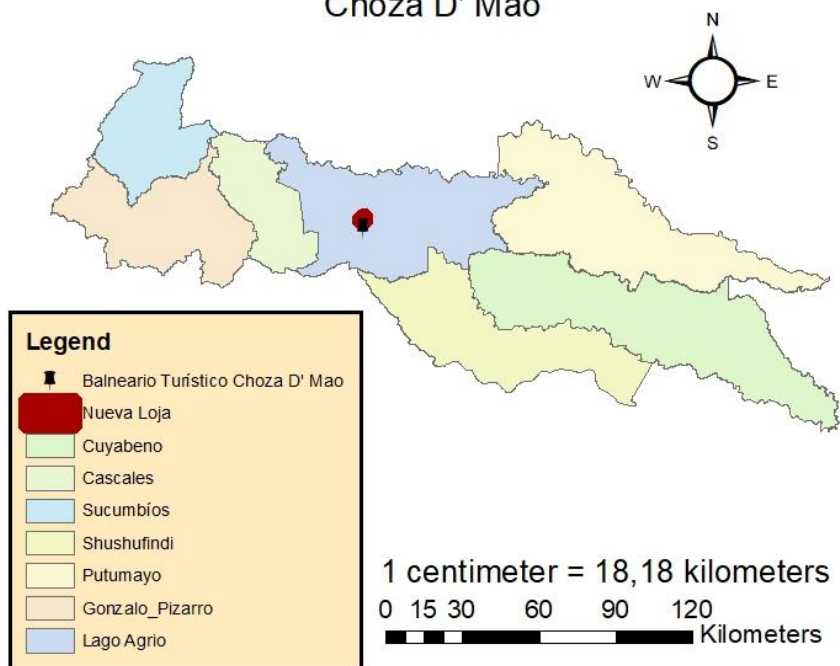 Choza D' Mao
N
W E
S
Legend
Balneario Turístico Choza D' Mao
Nueva Loja
Cuyabeno
Cascales
Sucumbíos
Shushufindi
Putumayo
Gonzalo_Pizarro
Lago Agrio
1 centimeter = 18,18 kilometers
0 15 30 60 90 120
Kilometers